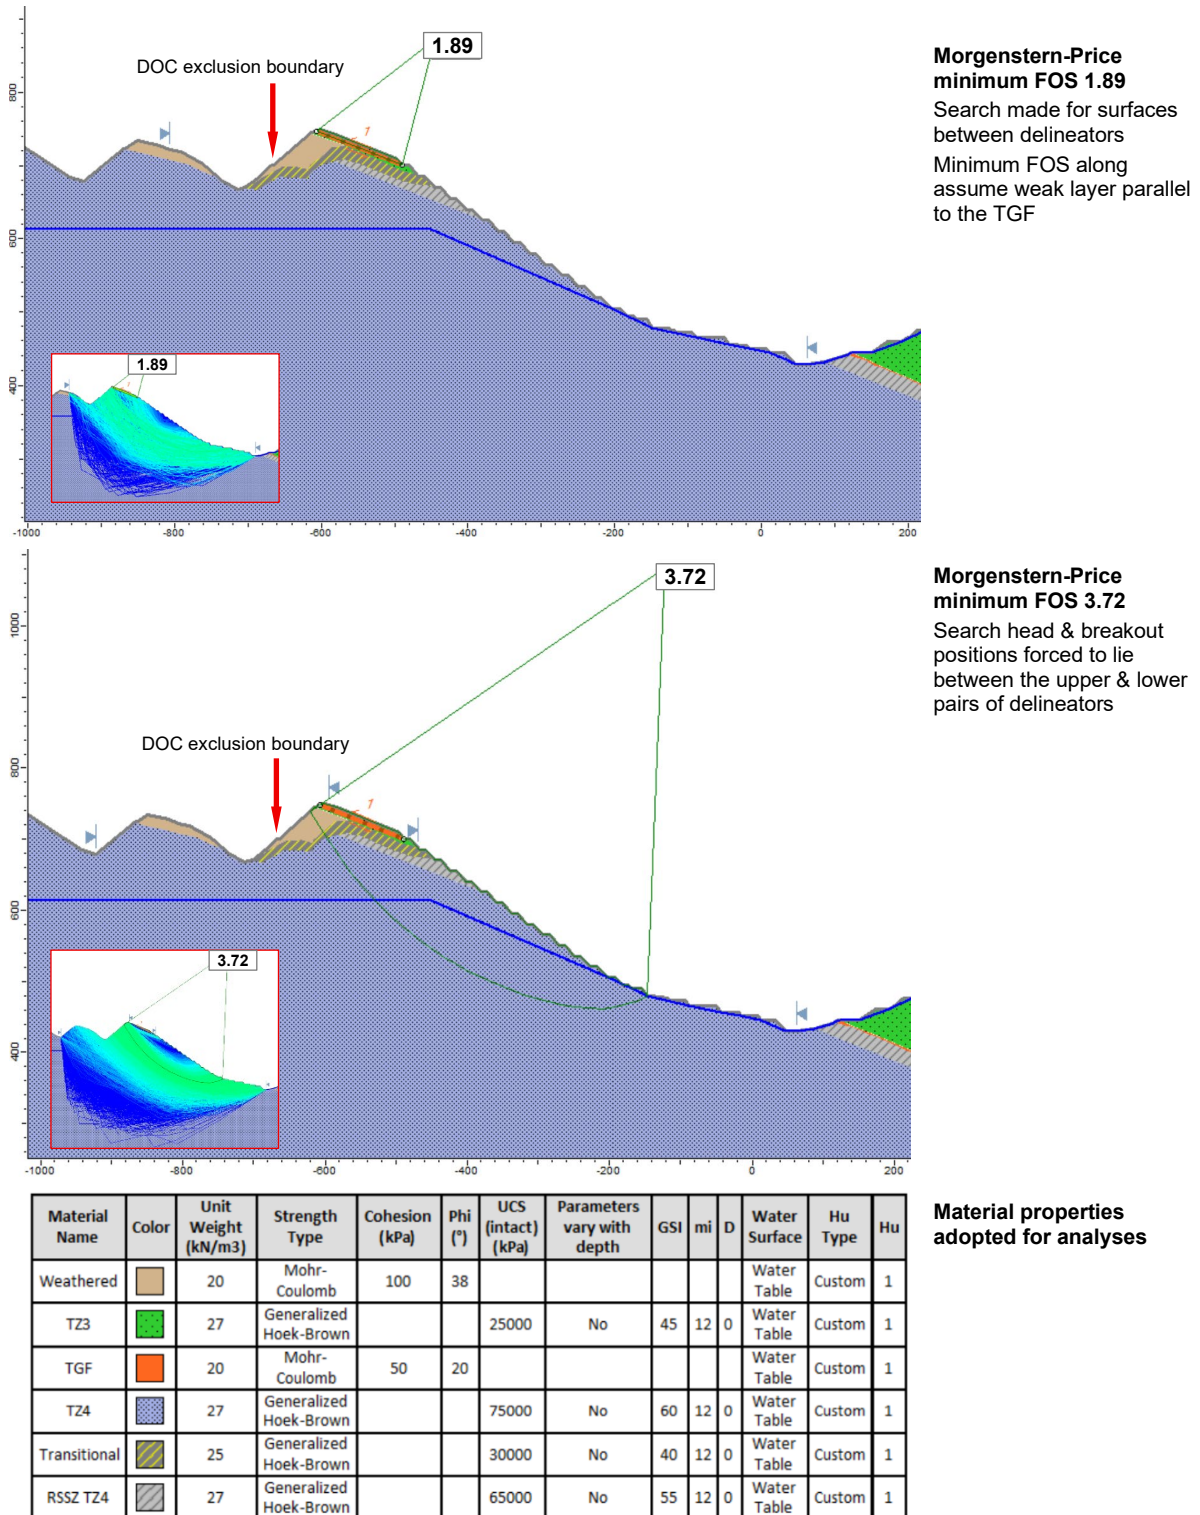 1.89
DOC exclusion boundary
1
800
600
400
1.89
-1000
-800
-600
-400
-200
0
200
Morgenstern-Price
minimum FOS 1.89
Search made for surfaces
between delineators
Minimum FOS along
assume weak layer parallel
to the TGF
3.72
DOC exclusion boundary
1
1000
800
600
400
3.72
-1000
-800
-600
-400
-200
0
200
Morgenstern-Price
minimum FOS 3.72
Search head & breakout
positions forced to lie
between the upper & lower
pairs of delineators
Material Name Color Unit Weight (kN/m3) Strength Type Cohesion (kPa) Phi (°) UCS (intact) (kPa) Parameters vary with depth GSI mi D Water Surface Hu Type Hu
Weathered 20 Mohr-Coulomb 100 38 Water Table Custom 1
TZ3 27 Generalized Hoek-Brown 25000 No 45 12 0 Water Table Custom 1
TGF 20 Mohr-Coulomb 50 20 Water Table Custom 1
TZ4 27 Generalized Hoek-Brown 75000 No 60 12 0 Water Table Custom 1
Transitional 25 Generalized Hoek-Brown 30000 No 40 12 0 Water Table Custom 1
RSSZ TZ4 27 Generalized Hoek-Brown 65000 No 55 12 0 Water Table Custom 1
Material properties
adopted for analyses